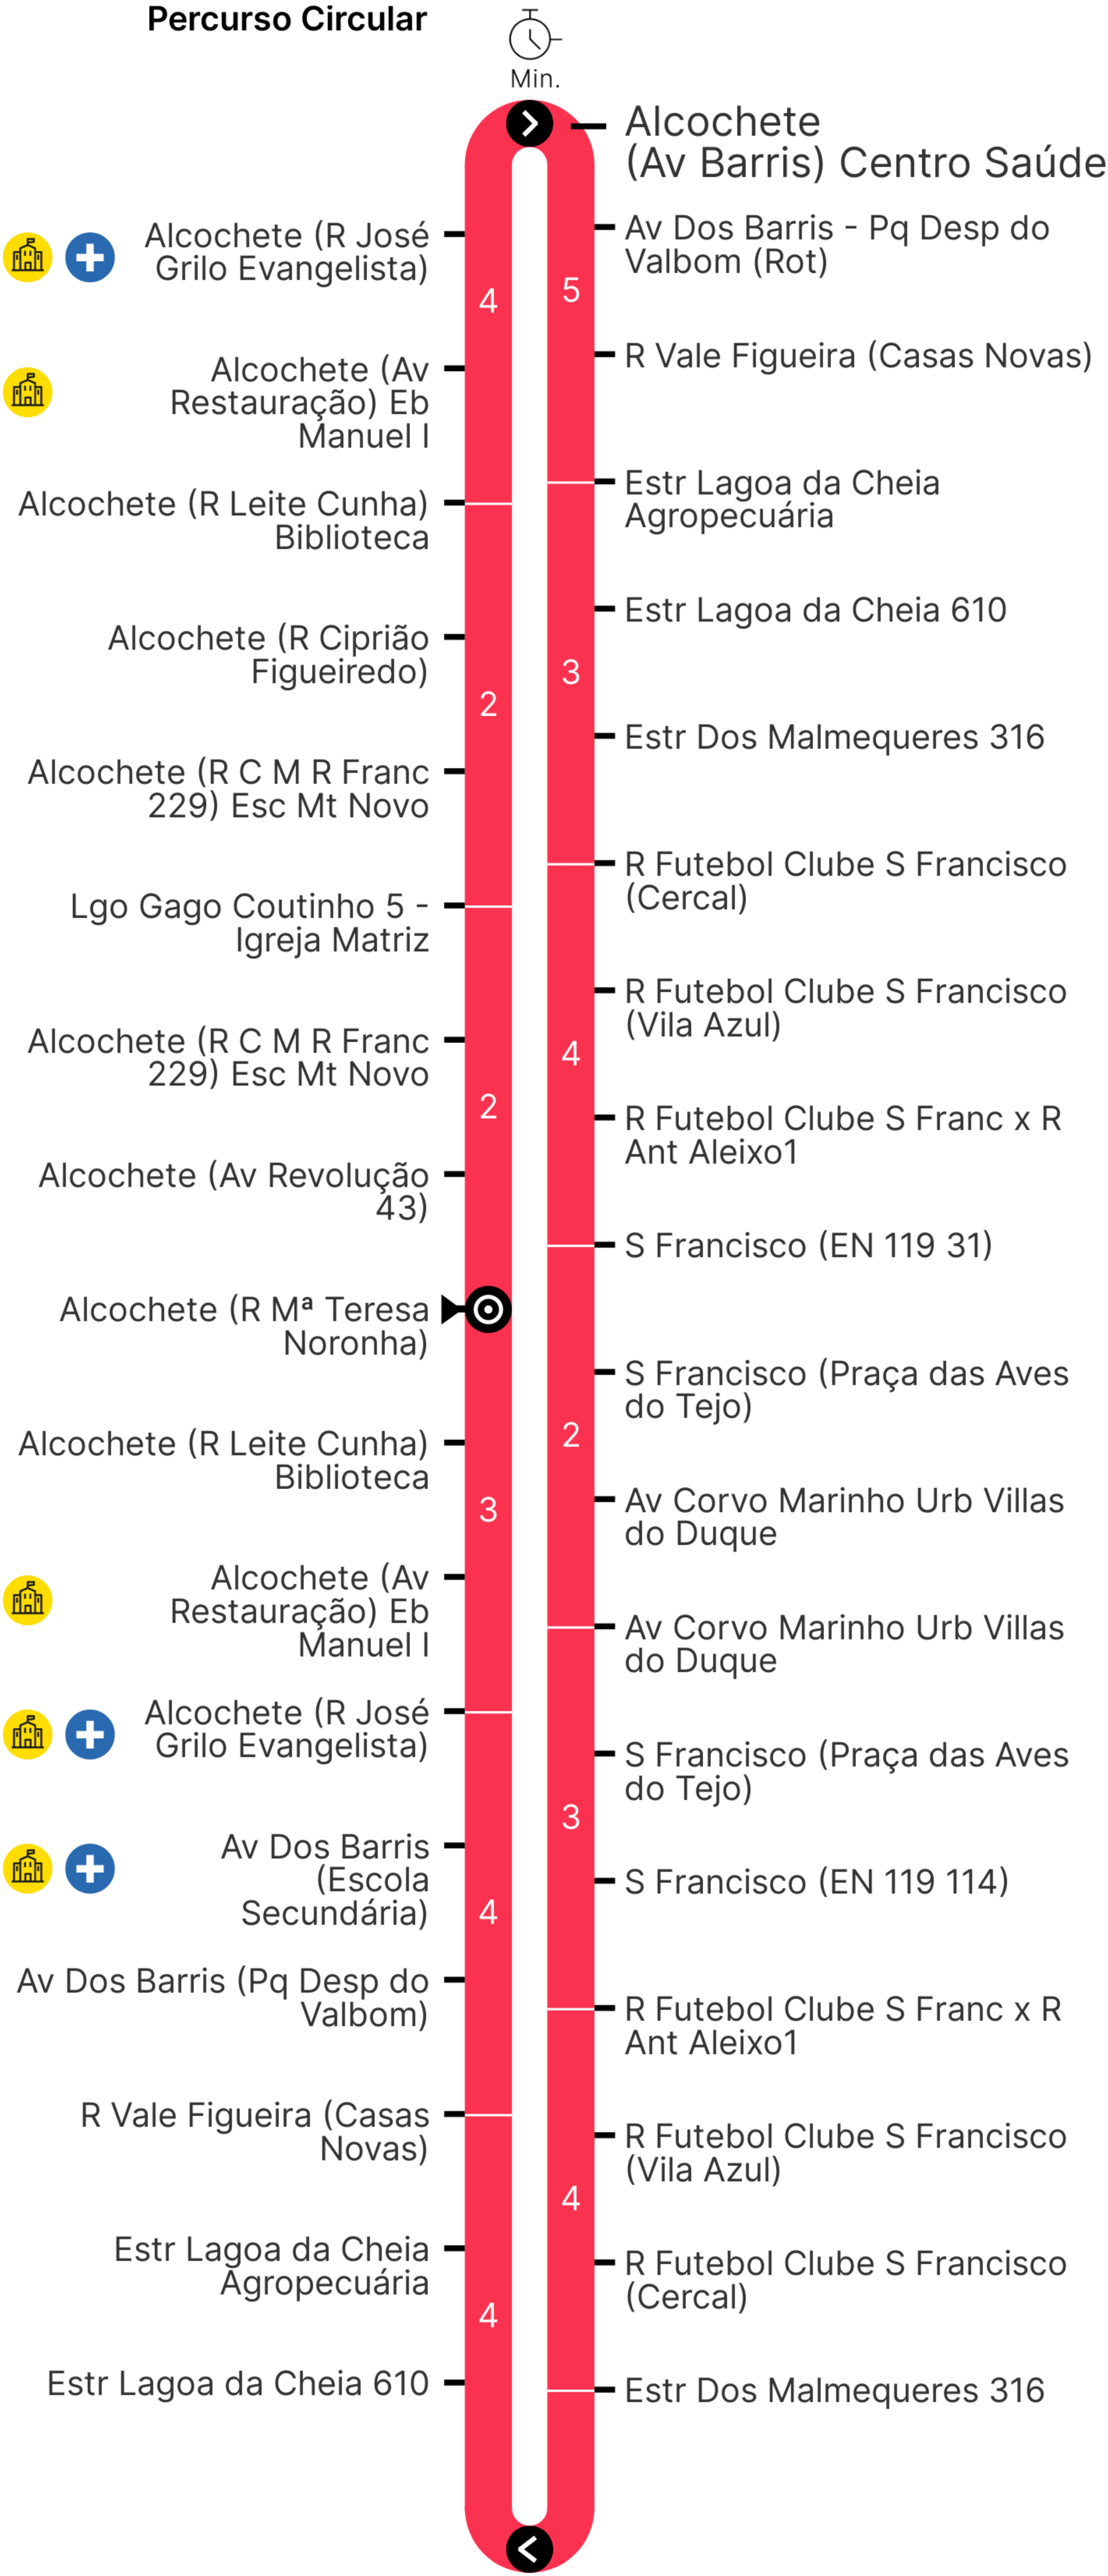 Percurso Circular
Min.
Alcochete
(Av Barris) Centro Saúde
Av Dos Barris - Pq Desp do
Valbom (Rot)
R Vale Figueira (Casas Novas)
Estr Lagoa da Cheia
Agropecuária
Estr Lagoa da Cheia 610
Estr Dos Malmequeres 316
R Futebol Clube S Francisco
(Cercal)
R Futebol Clube S Francisco
(Vila Azul)
R Futebol Clube S Franc x R
Ant Aleixo1
S Francisco (EN 119 31)
S Francisco (Praça das Aves
do Tejo)
Av Corvo Marinho Urb Villas
do Duque
Av Corvo Marinho Urb Villas
do Duque
S Francisco (Praça das Aves
do Tejo)
S Francisco (EN 119 114)
R Futebol Clube S Franc x R
Ant Aleixo1
R Futebol Clube S Francisco
(Vila Azul)
R Futebol Clube S Francisco
(Cercal)
Estr Dos Malmequeres 316
5
3
4
2
3
4
Alcochete (R José
Grilo Evangelista)
Alcochete (Av
Restauração) Eb
Manuel I
Alcochete (R Leite Cunha)
Biblioteca
Alcochete (R Ciprião
Figueiredo)
Alcochete (R C M R Franc
229) Esc Mt Novo
Lgo Gago Coutinho 5 -
Igreja Matriz
Alcochete (R C M R Franc
229) Esc Mt Novo
Alcochete (Av Revolução
43)
Alcochete (R Mª Teresa
Noronha)
Alcochete (R Leite Cunha)
Biblioteca
Alcochete (Av
Restauração) Eb
Manuel I
Alcochete (R José
Grilo Evangelista)
Av Dos Barris
(Escola
Secundária)
Av Dos Barris (Pq Desp do
Valbom)
R Vale Figueira (Casas
Novas)
Estr Lagoa da Cheia
Agropecuária
Estr Lagoa da Cheia 610
4
2
2
3
4
4